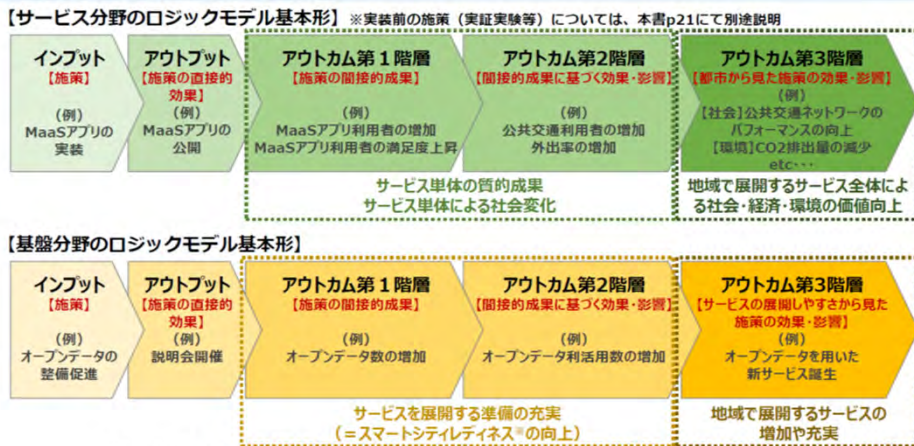 【サービス分野のロジックモデル基本形】 ※実装前の施策（実証実験等）については、本書p21にて別途説明
インプット
【施策】
（例）
MaaSアプリの
実装
アウトプット
【施策の直接的
効果】
（例）
MaaSアプリの
公開
アウトカム第１階層
【施策の間接的成果】
（例）
MaaSアプリ利用者の増加
MaaSアプリ利用者の満足度上昇
アウトカム第2階層
【間接的成果に基づく効果・影響】
（例）
公共交通利用者の増加
外出率の増加
アウトカム第3階層
【都市から見た施策の効果・影響】
（例）
【社会】公共交通ネットワークの
パフォーマンスの向上
【環境】CO2排出量の減少
etc･･･
サービス単体の質的成果
サービス単体による社会変化
地域で展開するサービス全体によ
る社会・経済・環境の価値向上
【基盤分野のロジックモデル基本形】
インプット
【施策】
（例）
オープンデータの
整備促進
アウトプット
【施策の直接的
効果】
（例）
説明会開催
アウトカム第１階層
【施策の間接的成果】
（例）
オープンデータ数の増加
アウトカム第2階層
【間接的成果に基づく効果・影響】
（例）
オープンデータ利活用数の増加
アウトカム第3階層
【サービスの展開しやすさから見た
施策の効果・影響】
（例）
オープンデータを用いた
新サービス誕生
サービスを展開する準備の充実
（＝スマートシティレディネス※の向上）
地域で展開するサービスの
増加や充実